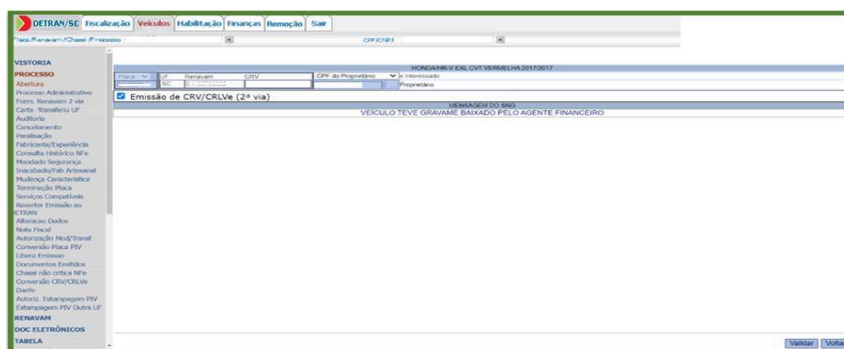 DETRAN/SC Fiscalização Veículos Habilitação Finanças Remoção Sair
Placa/Renavam/Chassi/Processo CPF/CNPJ
VISTORIA
HONDA/HR-V EXL CVT VERMELHA 2017/2017
PROCESSO
Placa UF Renavam CRV CPF do Proprietário = Interessado
Abertura
SC Proprietário
Processo Administrativo
Form. Renavam 2 via
Emissão de CRV/CRLVe (2ª via)
Carta -Transferiu UF
MENSAGEM DO SNG
Auditoria
VEÍCULO TEVE GRAVAME BAIXADO PELO AGENTE FINANCEIRO
Cancelamento
Paralisação
Fabricante/Experiência
Consulta Histórico NFe
Mandado Segurança
Inacabado/Fab Artesanal
Mudança Característica
Terminação Placa
Serviços Compatíveis
Reverter Emissão ao
DETRAN
Alteracao Dados
Nota Fiscal
Autorização Mod/Transf
Conversão Placa PIV
Libera Emissao
Documentos Emitidos
Chassi não critica NFe
Conversão CRV/CRLVe
Danfe
Autoriz. Estampagem PIV
Estampagem PIV Outra UF
RENAVAM
DOC ELETRÔNICOS
TABELA
Validar Voltar